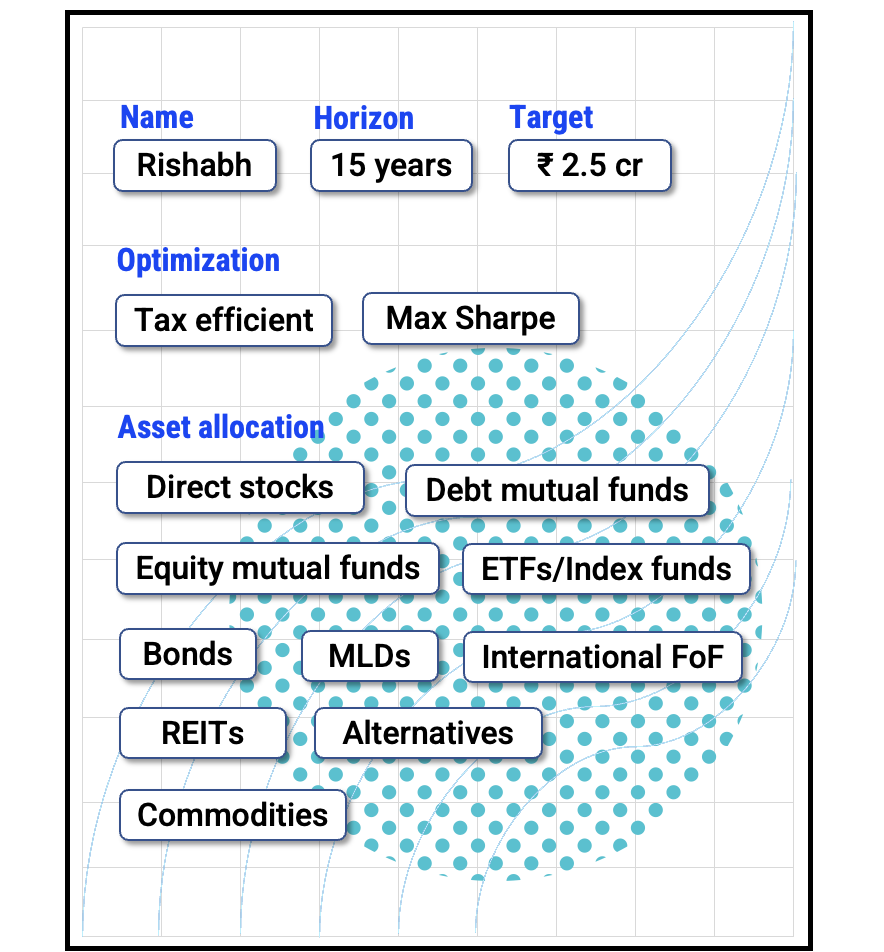 Name Horizon Target
Rishabh 15 years ₹ 2.5 cr
Optimization
Tax efficient Max Sharpe
Asset allocation
Direct stocks Debt mutual funds
Equity mutual funds ETFs/Index funds
Bonds MLDs International FoF
REITs Alternatives
Commodities